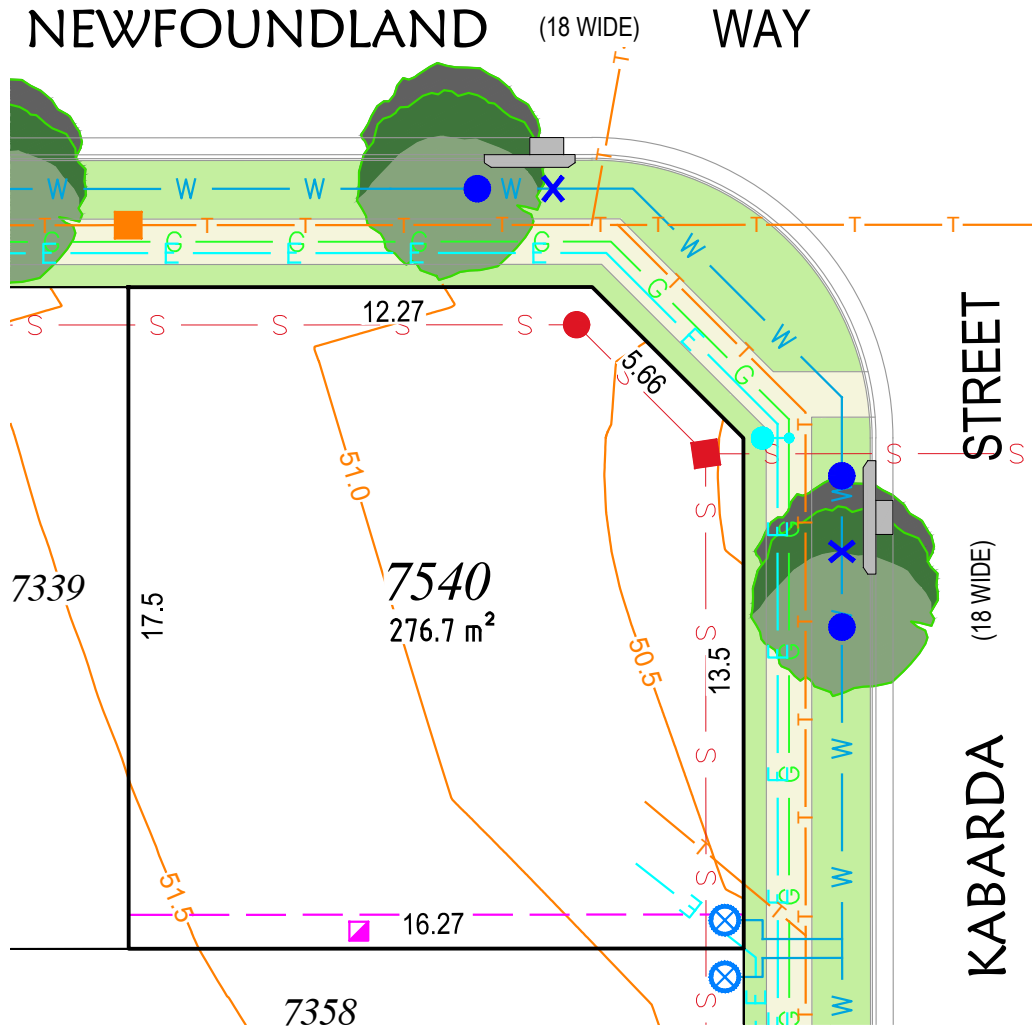 NEWFOUNDLAND (18 WIDE) WAY
T
T
W W W W W W
T T T T T T T T T T
G G G G G G
E E E E E E
12.27
S S S S S
5.66
S
STREET
S S S
51.0
S
W
7339
7540
276.7 m²
17.5
(18 WIDE)
13.5
50.5
S
W
E G T
S
W
E G T
KABARDA
51.5
16.27
T
S
E
T
W
7358
S
E
G
W